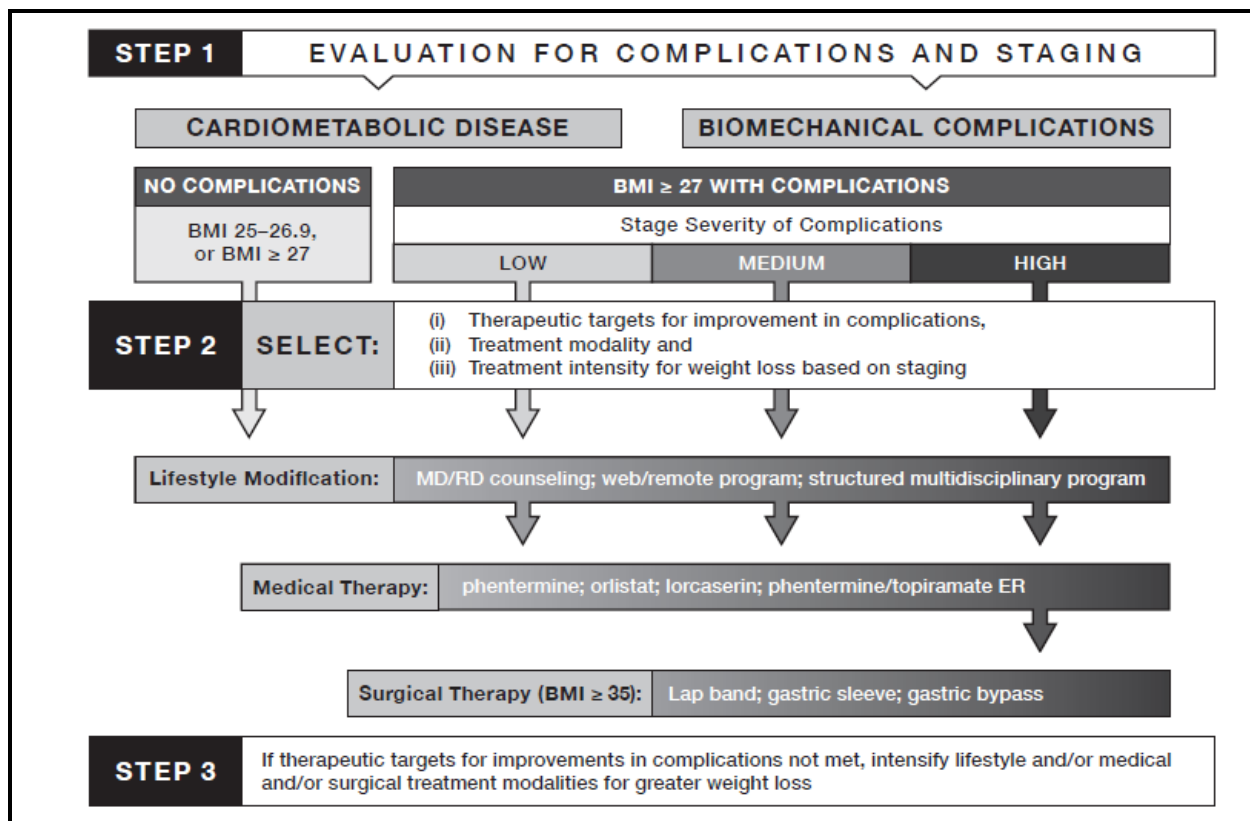 STEP 1
EVALUATION FOR COMPLICATIONS AND STAGING
CARDIOMETABOLIC DISEASE
BIOMECHANICAL COMPLICATIONS
NO COMPLICATIONS
BMI 25–26.9,
or BMI ≥ 27
BMI ≥ 27 WITH COMPLICATIONS
Stage Severity of Complications
LOW
MEDIUM
HIGH
STEP 2
SELECT:
(i) Therapeutic targets for improvement in complications,
(ii) Treatment modality and
(iii) Treatment intensity for weight loss based on staging
Lifestyle Modification:
MD/RD counseling; web/remote program; structured multidisciplinary program
Medical Therapy:
phentermine; orlistat; lorcaserin; phentermine/topiramate ER
Surgical Therapy (BMI ≥ 35):
Lap band; gastric sleeve; gastric bypass
STEP 3
If therapeutic targets for improvements in complications not met, intensify lifestyle and/or medical
and/or surgical treatment modalities for greater weight loss